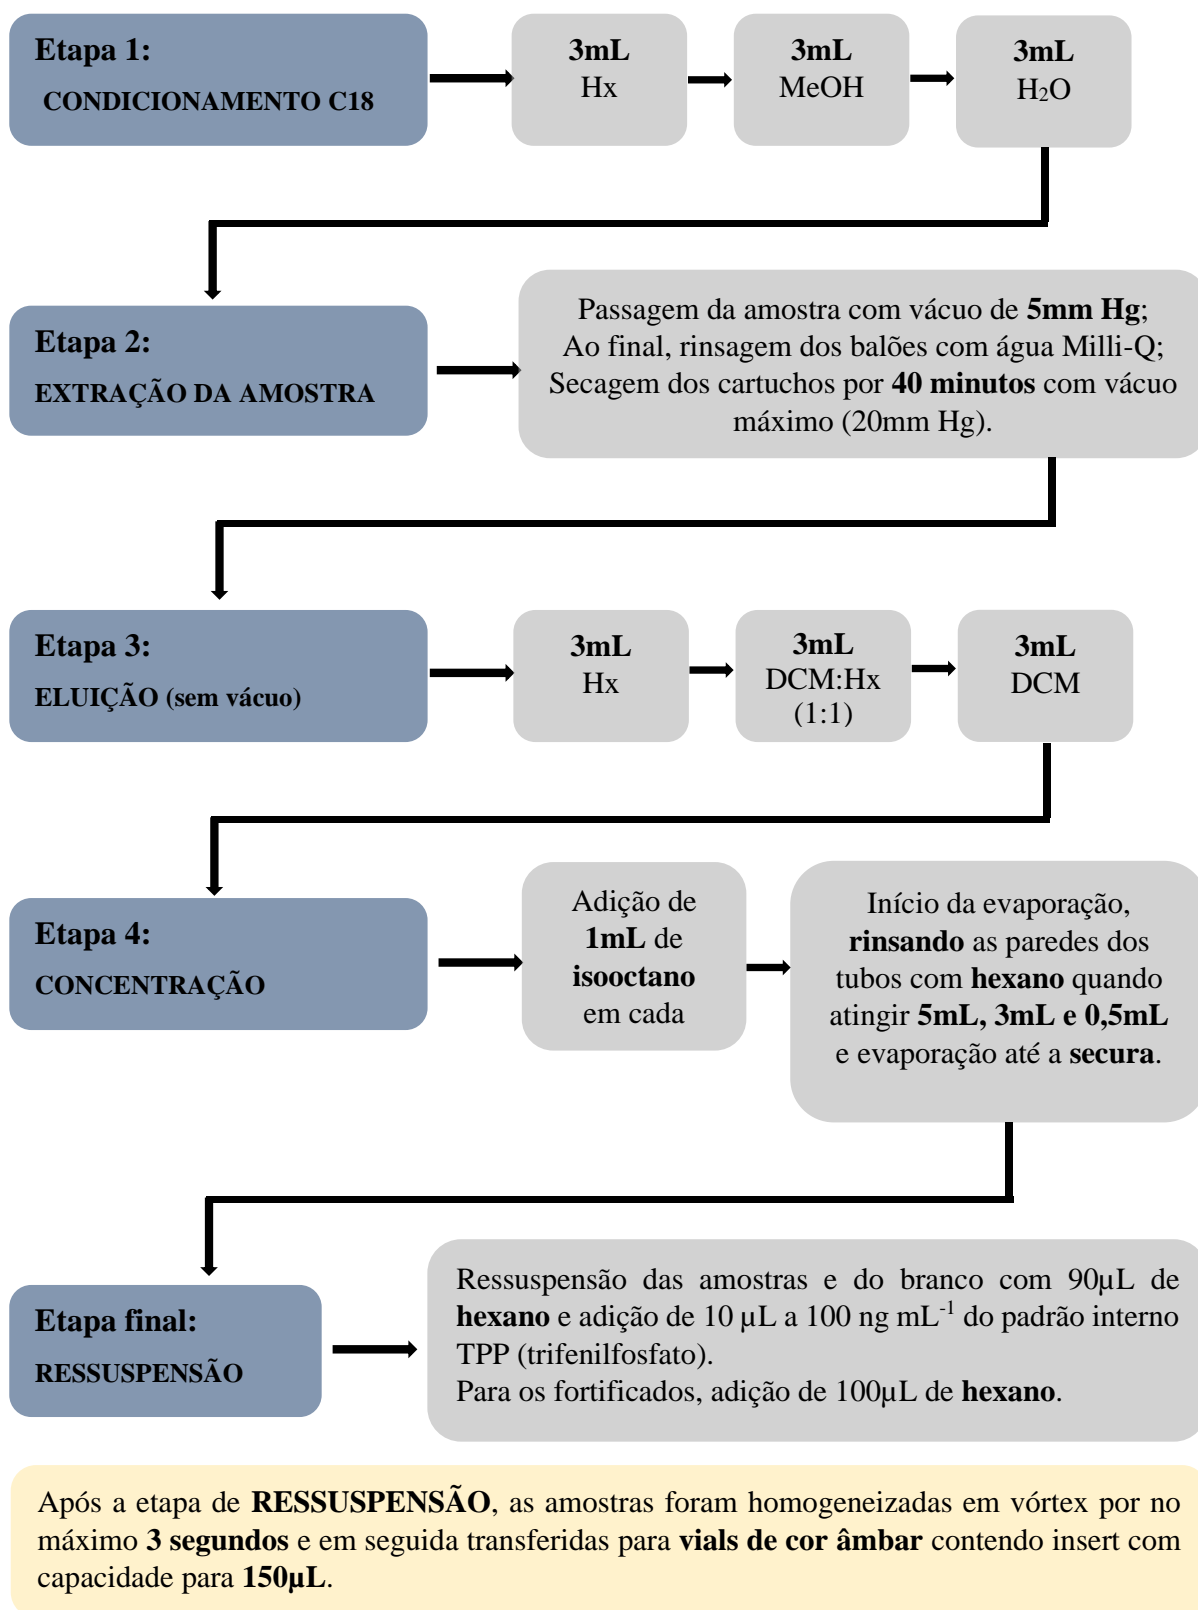 Etapa 1:
CONDICIONAMENTO C18
3mL
Hx
3mL
MeOH
3mL
H₂O
Etapa 2:
EXTRAÇÃO DA AMOSTRA
Passagem da amostra com vácuo de 5mm Hg;
Ao final, rinsagem dos balões com água Milli-Q;
Secagem dos cartuchos por 40 minutos com vácuo
máximo (20mm Hg).
Etapa 3:
ELUIÇÃO (sem vácuo)
3mL
Hx
3mL
DCM:Hx
(1:1)
3mL
DCM
Etapa 4:
CONCENTRAÇÃO
Adição de
1mL de
isooctano
em cada
Início da evaporação,
rinsando as paredes dos
tubos com hexano quando
atingir 5mL, 3mL e 0,5mL
e evaporação até a secura.
Etapa final:
RESSUSPENSÃO
Ressuspensão das amostras e do branco com 90µL de
hexano e adição de 10 µL a 100 ng mL⁻¹ do padrão interno
TPP (trifenilfosfato).
Para os fortificados, adição de 100µL de hexano.
Após a etapa de RESSUSPENSÃO, as amostras foram homogeneizadas em vórtex por no
máximo 3 segundos e em seguida transferidas para vials de cor âmbar contendo insert com
capacidade para 150µL.